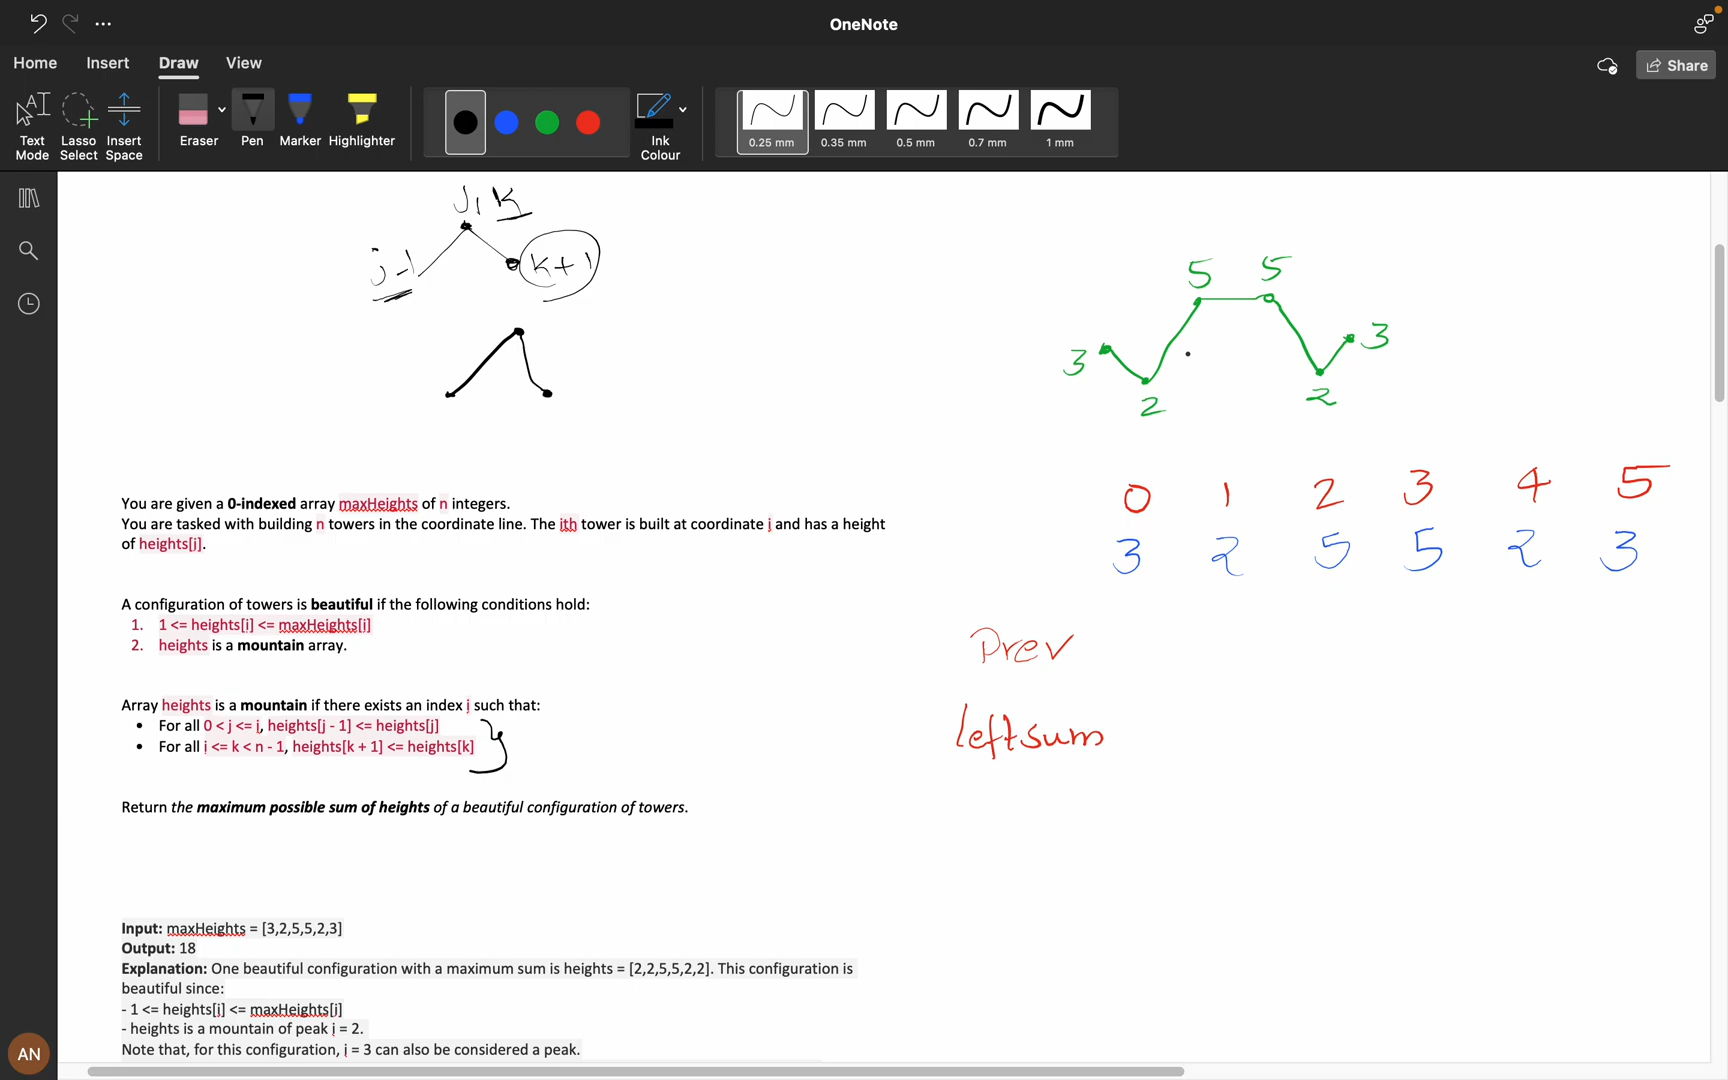 OneNote
Home Insert Draw View
Share
Text Mode
Lasso Select
Insert Space
Eraser
Pen
Marker
Highlighter
Ink Colour
0.25 mm
0.35 mm
0.5 mm
0.7 mm
1 mm
j, k
j-1
k+1
5 5
3 3
2 2
0 1 2 3 4 5
3 2 5 5 2 3
Prev
leftsum
You are given a 0-indexed array maxHeights of n integers.
You are tasked with building n towers in the coordinate line. The ith tower is built at coordinate i and has a height
of heights[i].
A configuration of towers is beautiful if the following conditions hold:
1. 1 <= heights[i] <= maxHeights[i]
2. heights is a mountain array.
Array heights is a mountain if there exists an index i such that:
• For all 0 < j <= i, heights[j - 1] <= heights[j]
• For all i <= k < n - 1, heights[k + 1] <= heights[k]
Return the maximum possible sum of heights of a beautiful configuration of towers.
Input: maxHeights = [3,2,5,5,2,3]
Output: 18
Explanation: One beautiful configuration with a maximum sum is heights = [2,2,5,5,2,2]. This configuration is
beautiful since:
- 1 <= heights[i] <= maxHeights[i]
- heights is a mountain of peak i = 2.
Note that, for this configuration, i = 3 can also be considered a peak.
AN